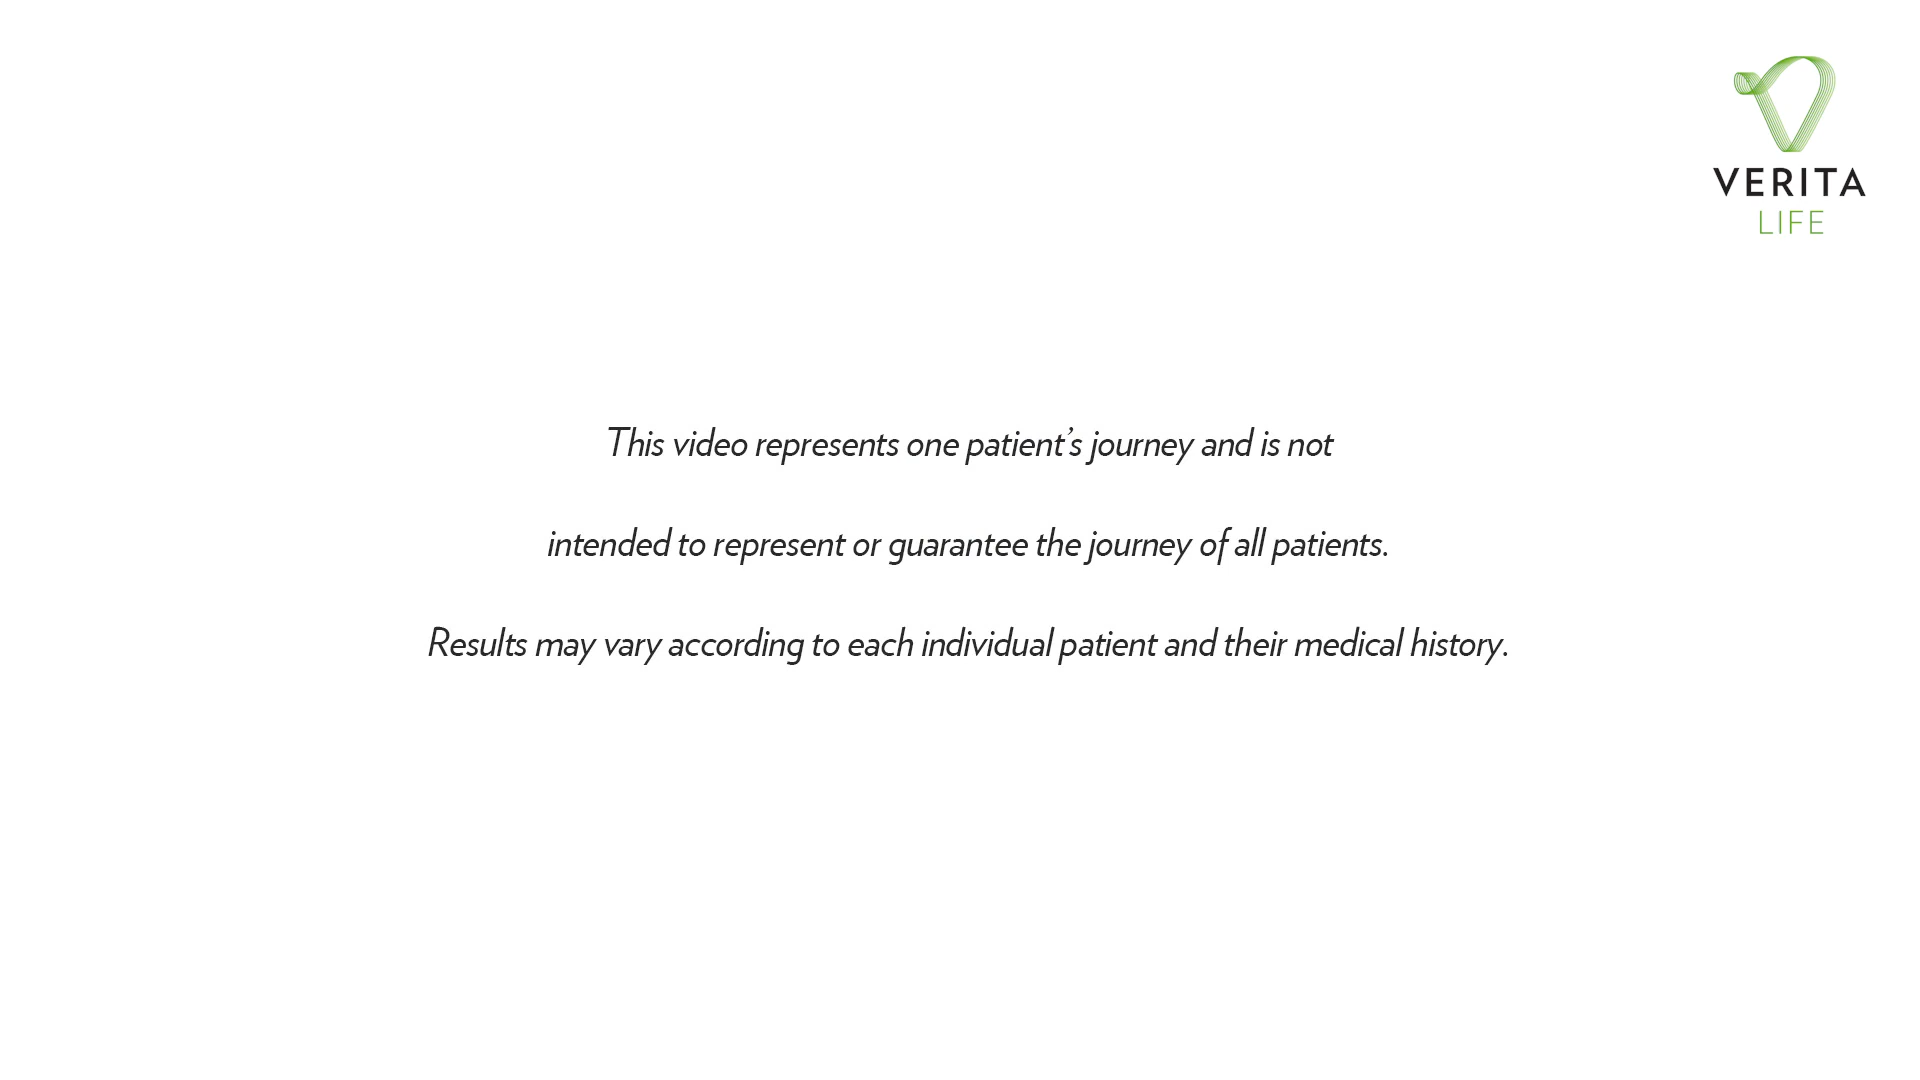 VERITA
LIFE
This video represents one patient’s journey and is not
intended to represent or guarantee the journey of all patients.
Results may vary according to each individual patient and their medical history.